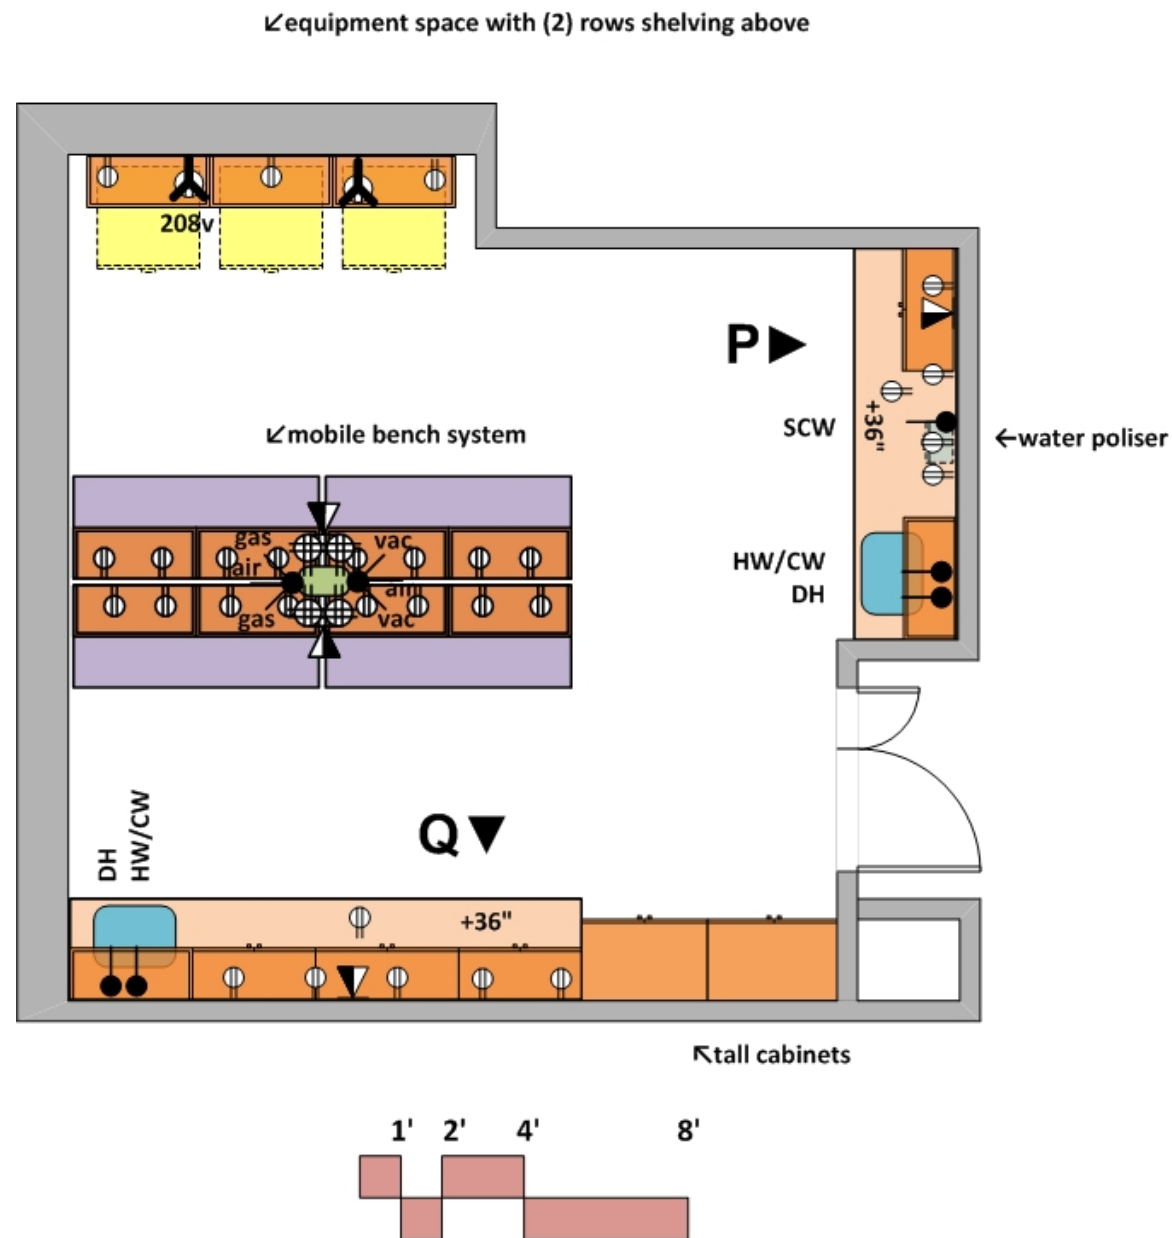 ↙equipment space with (2) rows shelving above
208v
P▶
SCW
+36"
←water poliser
↙mobile bench system
gas
vac
air
air
gas
vac
HW/CW
DH
DH
HW/CW
Q▼
+36"
↖tall cabinets
1' 2' 4' 8'